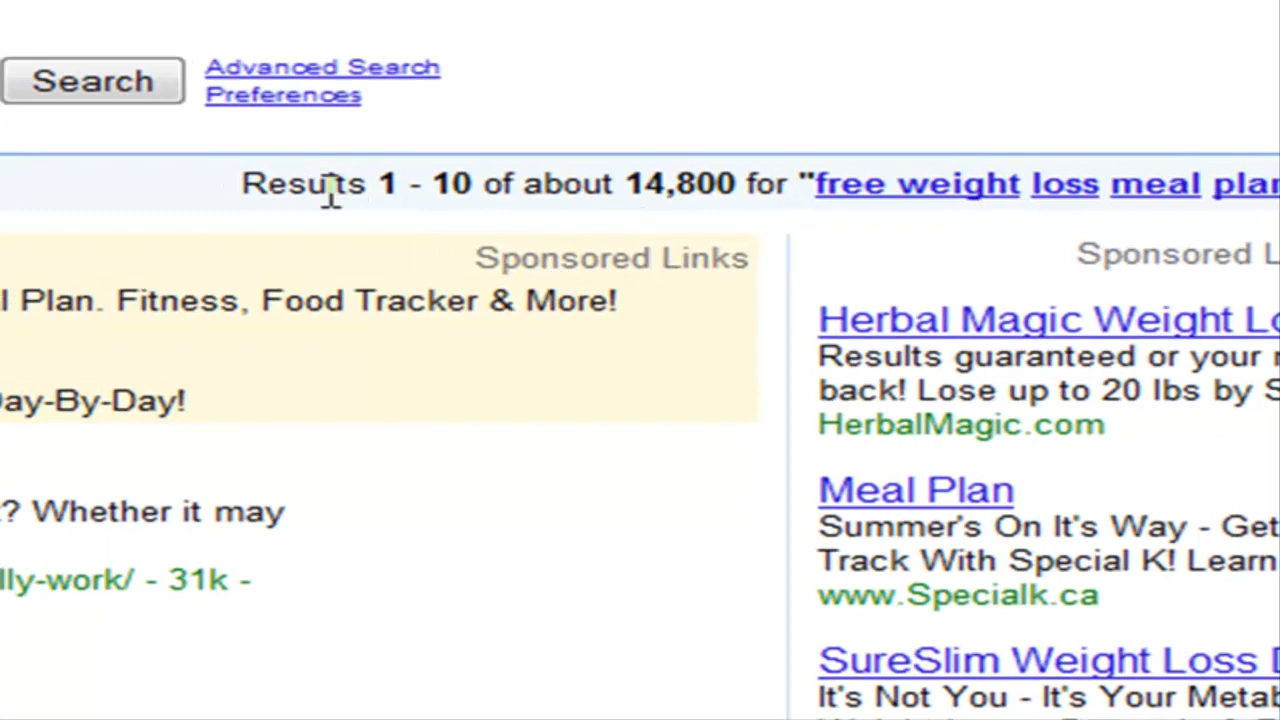 Search
Advanced Search
Preferences
Results 1 - 10 of about 14,800 for "free weight loss meal plan
Sponsored Links
l Plan. Fitness, Food Tracker & More!
Day-By-Day!
? Whether it may
lly-work/ - 31k -
Sponsored L
Herbal Magic Weight Lo
Results guaranteed or your
back! Lose up to 20 lbs by S
HerbalMagic.com
Meal Plan
Summer's On It's Way - Get
Track With Special K! Learn
www.Specialk.ca
SureSlim Weight Loss
It's Not You - It's Your Metab